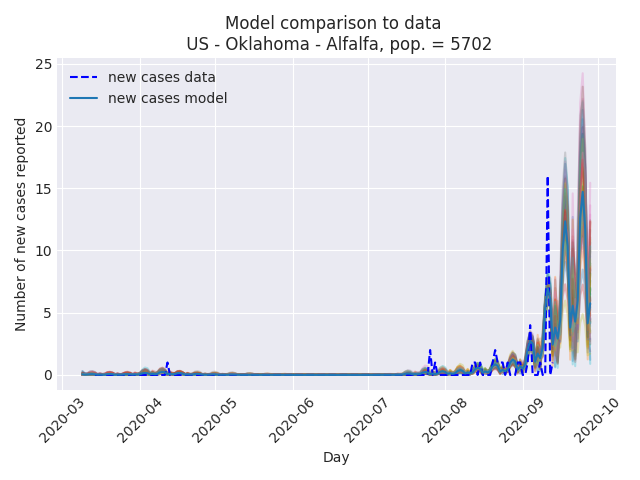 Model comparison to data
US - Oklahoma - Alfalfa, pop. = 5702
new cases data
new cases model
Number of new cases reported
25
20
15
10
5
0
2020-03
2020-04
2020-05
2020-06
2020-07
2020-08
2020-09
2020-10
Day